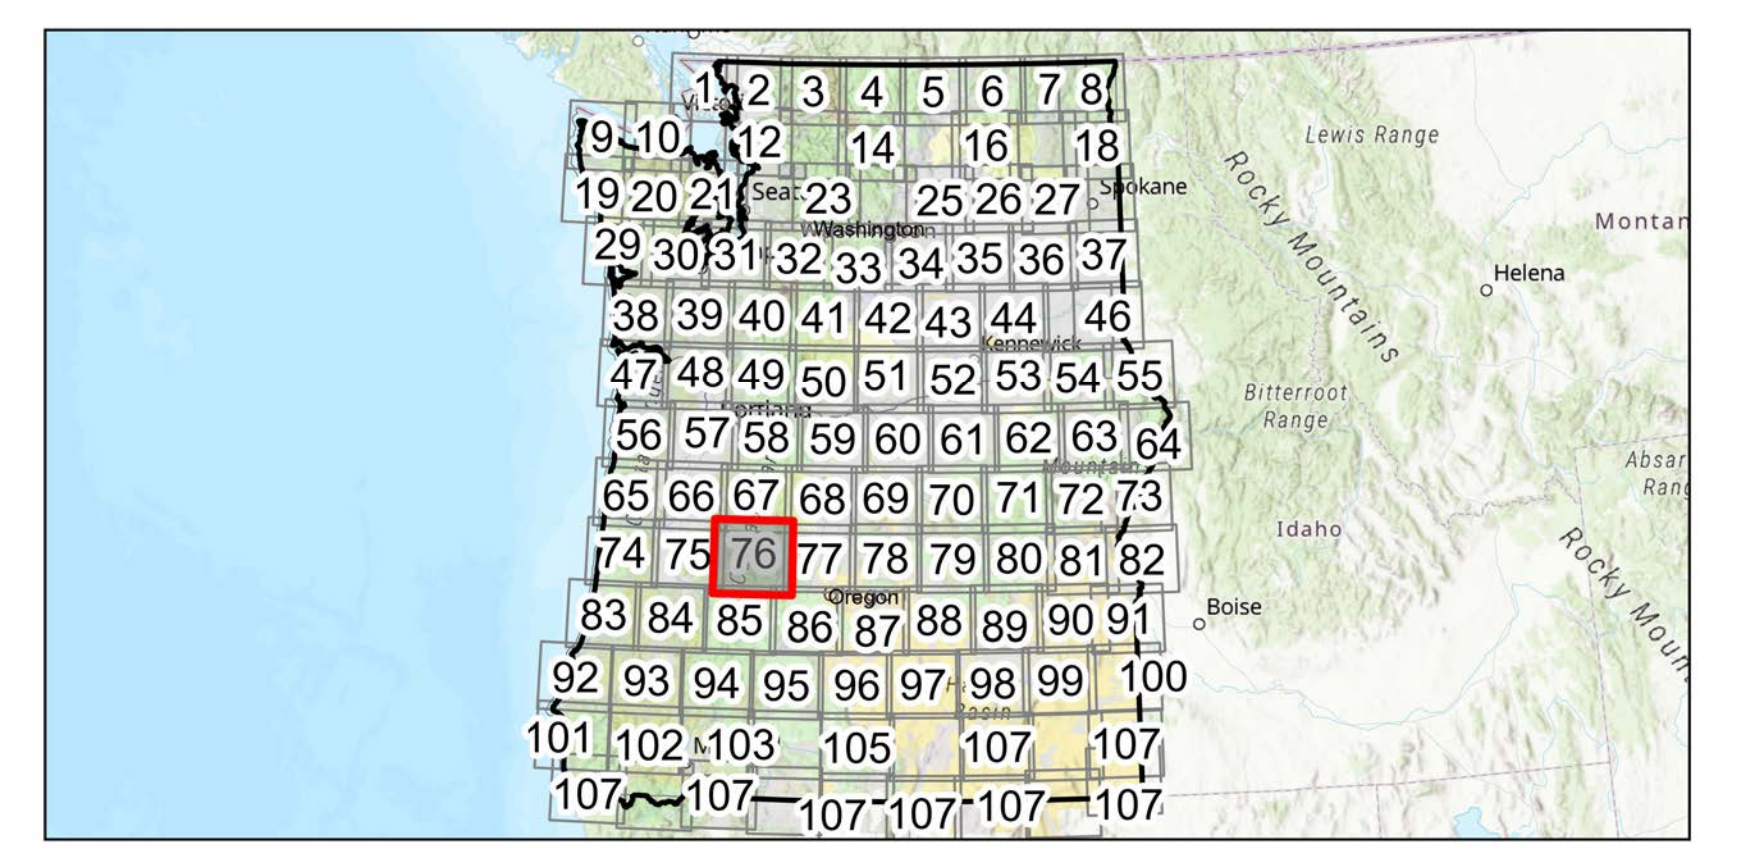 1 2 3 4 5 6 7 8
9 10 12 14 16 18
Lewis Range
19 20 21 23 25 26 27 Spokane
Rocky Mountains
Washington
29 30 31 32 33 34 35 36 37
Helena
38 39 40 41 42 43 44 46
Kennewick
47 48 49 50 51 52 53 54 55
Bitterroot
Range
Portland
56 57 58 59 60 61 62 63 64
Mountain
65 66 67 68 69 70 71 72 73
Idaho
74 75 76 77 78 79 80 81 82
Oregon
Boise
83 84 85 86 87 88 89 90 91
92 93 94 95 96 97 98 99 100
Basin
101 102 103 105 107 107
107 107 107 107 107 107